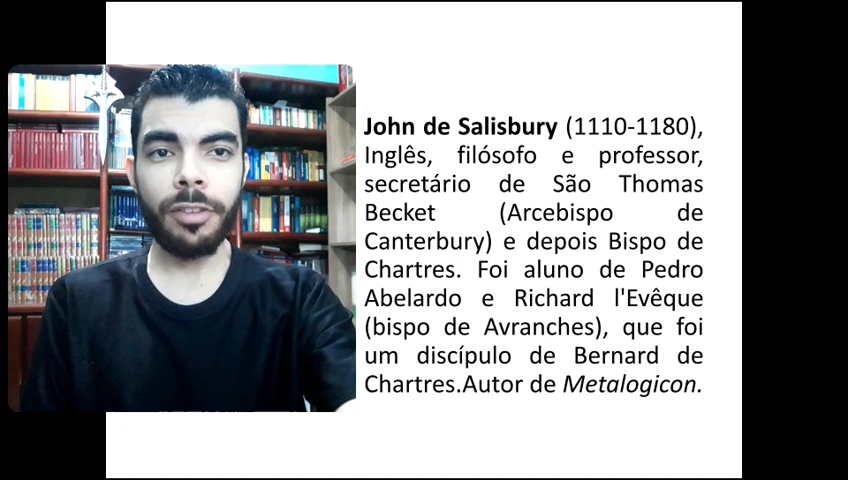 John de Salisbury (1110-1180),
Inglês, filósofo e professor,
secretário de São Thomas
Becket (Arcebispo de
Canterbury) e depois Bispo de
Chartres. Foi aluno de Pedro
Abelardo e Richard l'Evêque
(bispo de Avranches), que foi
um discípulo de Bernard de
Chartres.Autor de Metalogicon.